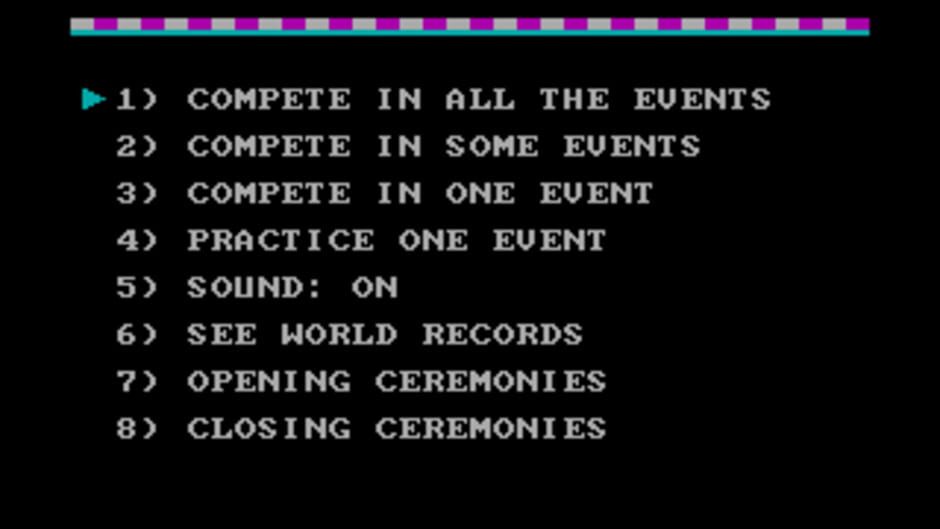 1) COMPETE IN ALL THE EVENTS
2) COMPETE IN SOME EVENTS
3) COMPETE IN ONE EVENT
4) PRACTICE ONE EVENT
5) SOUND: ON
6) SEE WORLD RECORDS
7) OPENING CEREMONIES
8) CLOSING CEREMONIES